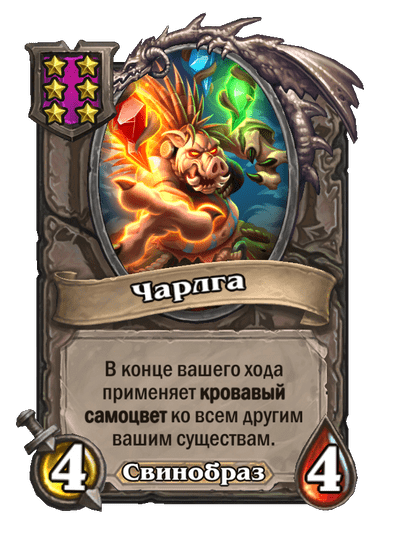 Чарлга
В конце вашего хода
применяет кровавый
самоцвет ко всем другим
вашим существам.
4
Свинобраз
4